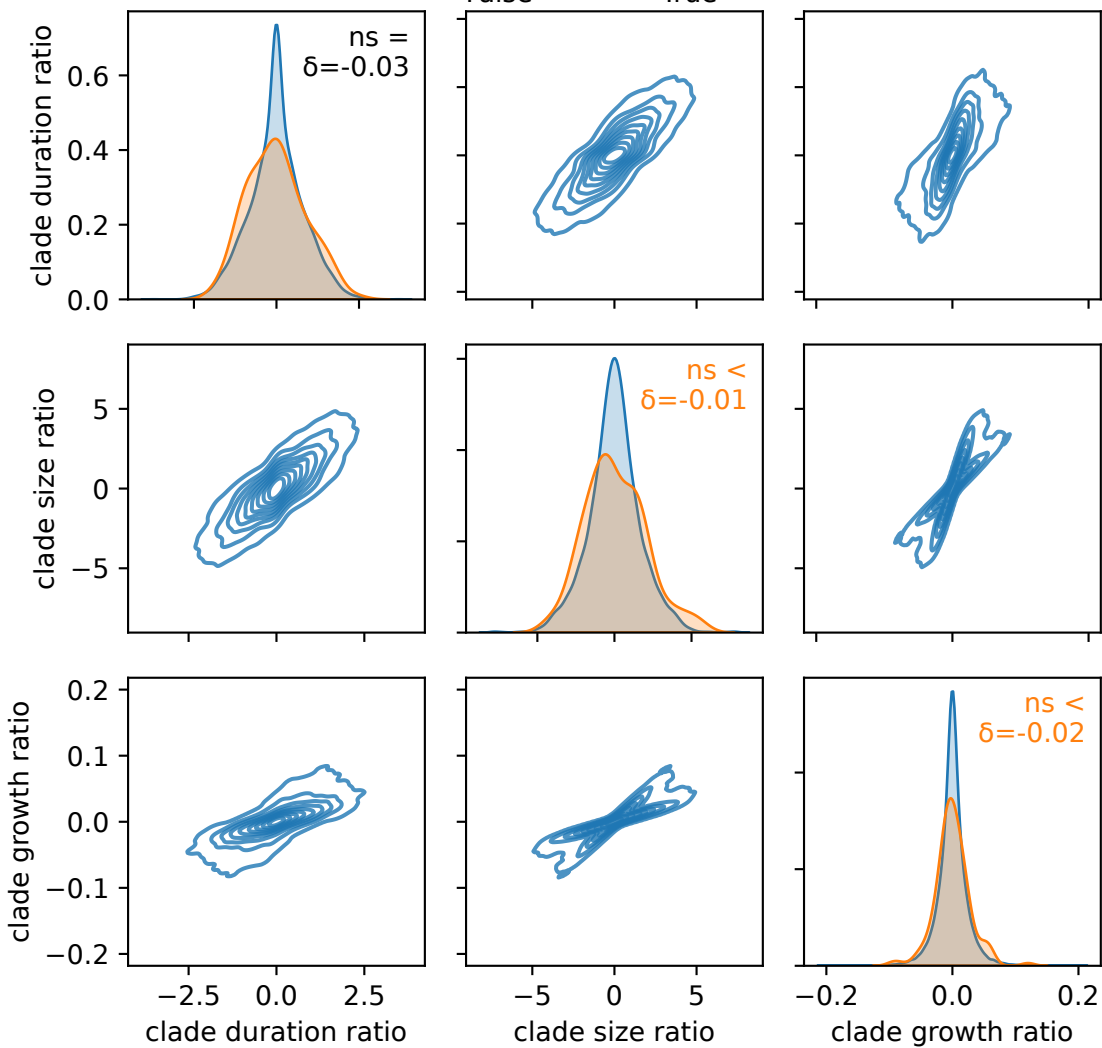 clade duration ratio
0.6
0.4
0.2
0.0
ns =
δ=-0.03
clade size ratio
5
0
−5
ns <
δ=-0.01
clade growth ratio
0.2
0.1
0.0
−0.1
−0.2
ns <
δ=-0.02
−2.5 0.0 2.5
−5 0 5
−0.2 0.0 0.2
clade duration ratio
clade size ratio
clade growth ratio